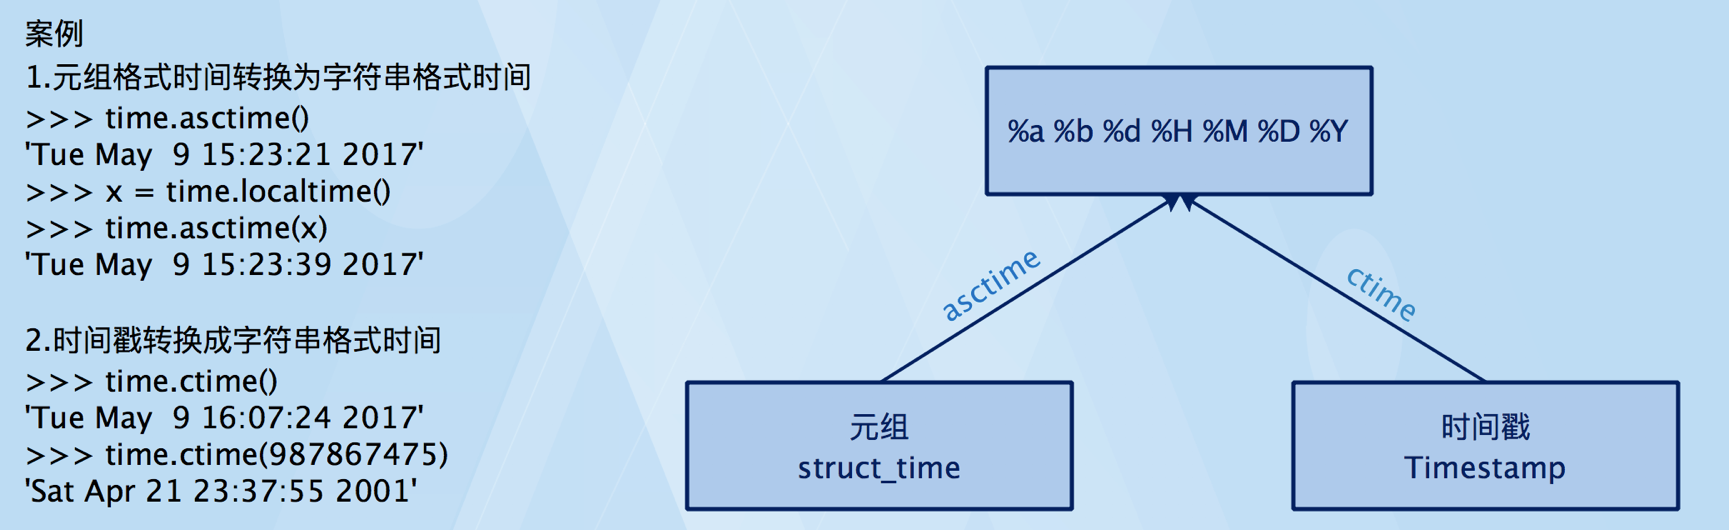 案例
1.元组格式时间转换为字符串格式时间
>>> time.asctime()
'Tue May  9 15:23:21 2017'
>>> x = time.localtime()
>>> time.asctime(x)
'Tue May  9 15:23:39 2017'
2.时间戳转换成字符串格式时间
>>> time.ctime()
'Tue May  9 16:07:24 2017'
>>> time.ctime(987867475)
'Sat Apr 21 23:37:55 2001'
%a %b %d %H %M %D %Y
asctime
ctime
元组
struct_time
时间戳
Timestamp